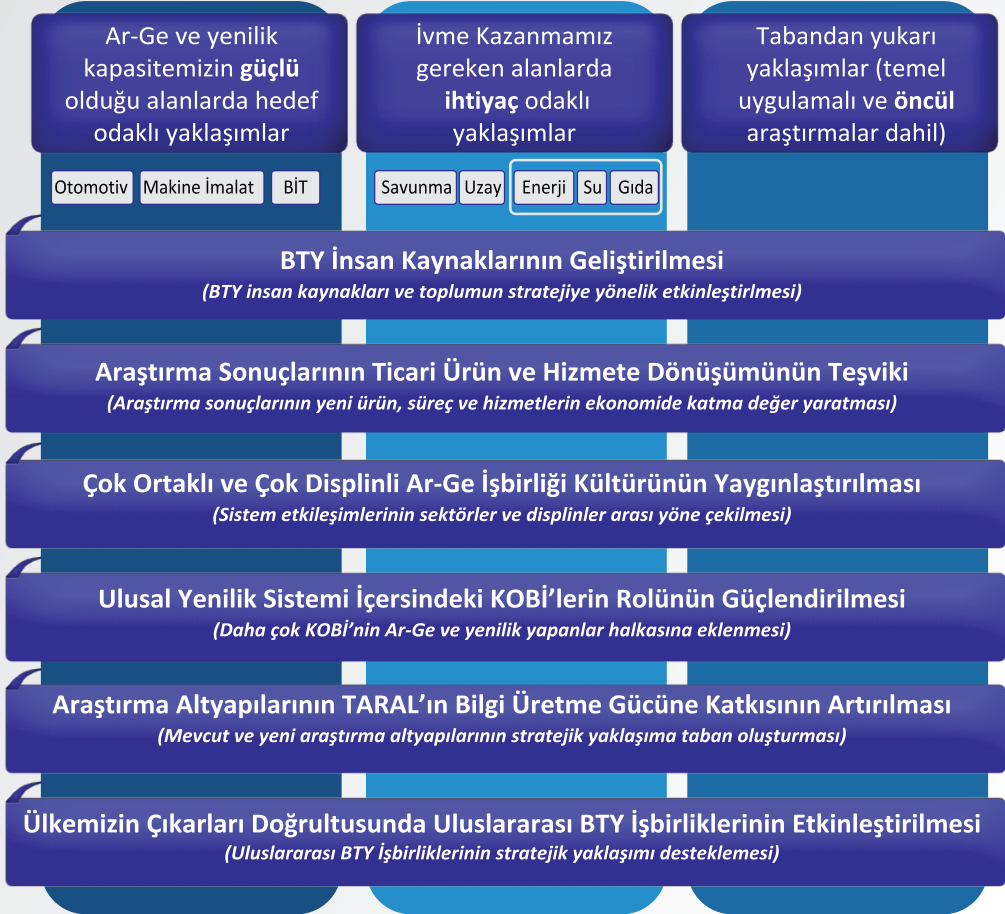 Ar-Ge ve yenilik
kapasitemizin güçlü
olduğu alanlarda hedef
odaklı yaklaşımlar
İvme Kazanmamız
gereken alanlarda
ihtiyaç odaklı
yaklaşımlar
Tabandan yukarı
yaklaşımlar (temel
uygulamalı ve öncül
araştırmalar dahil)
Otomotiv Makine İmalat BİT
Savunma Uzay Enerji Su Gıda
BTY İnsan Kaynaklarının Geliştirilmesi
(BTY insan kaynakları ve toplumun stratejiye yönelik etkinleştirlmesi)
Araştırma Sonuçlarının Ticari Ürün ve Hizmete Dönüşümünün Teşviki
(Araştırma sonuçlarının yeni ürün, süreç ve hizmetlerin ekonomide katma değer yaratması)
Çok Ortaklı ve Çok Displinli Ar-Ge İşbirliği Kültürünün Yaygınlaştırılması
(Sistem etkileşimlerinin sektörler ve displinler arası yöne çekilmesi)
Ulusal Yenilik Sistemi İçersindeki KOBİ’lerin Rolünün Güçlendirilmesi
(Daha çok KOBİ’nin Ar-Ge ve yenilik yapanlar halkasına eklenmesi)
Araştırma Altyapılarının TARAL’ın Bilgi Üretme Gücüne Katkısının Artırılması
(Mevcut ve yeni araştırma altyapılarının stratejik yaklaşıma taban oluşturması)
Ülkemizin Çıkarları Doğrultusunda Uluslararası BTY İşbirliklerinin Etkinleştirilmesi
(Uluslararası BTY İşbirliklerinin stratejik yaklaşımı desteklemesi)